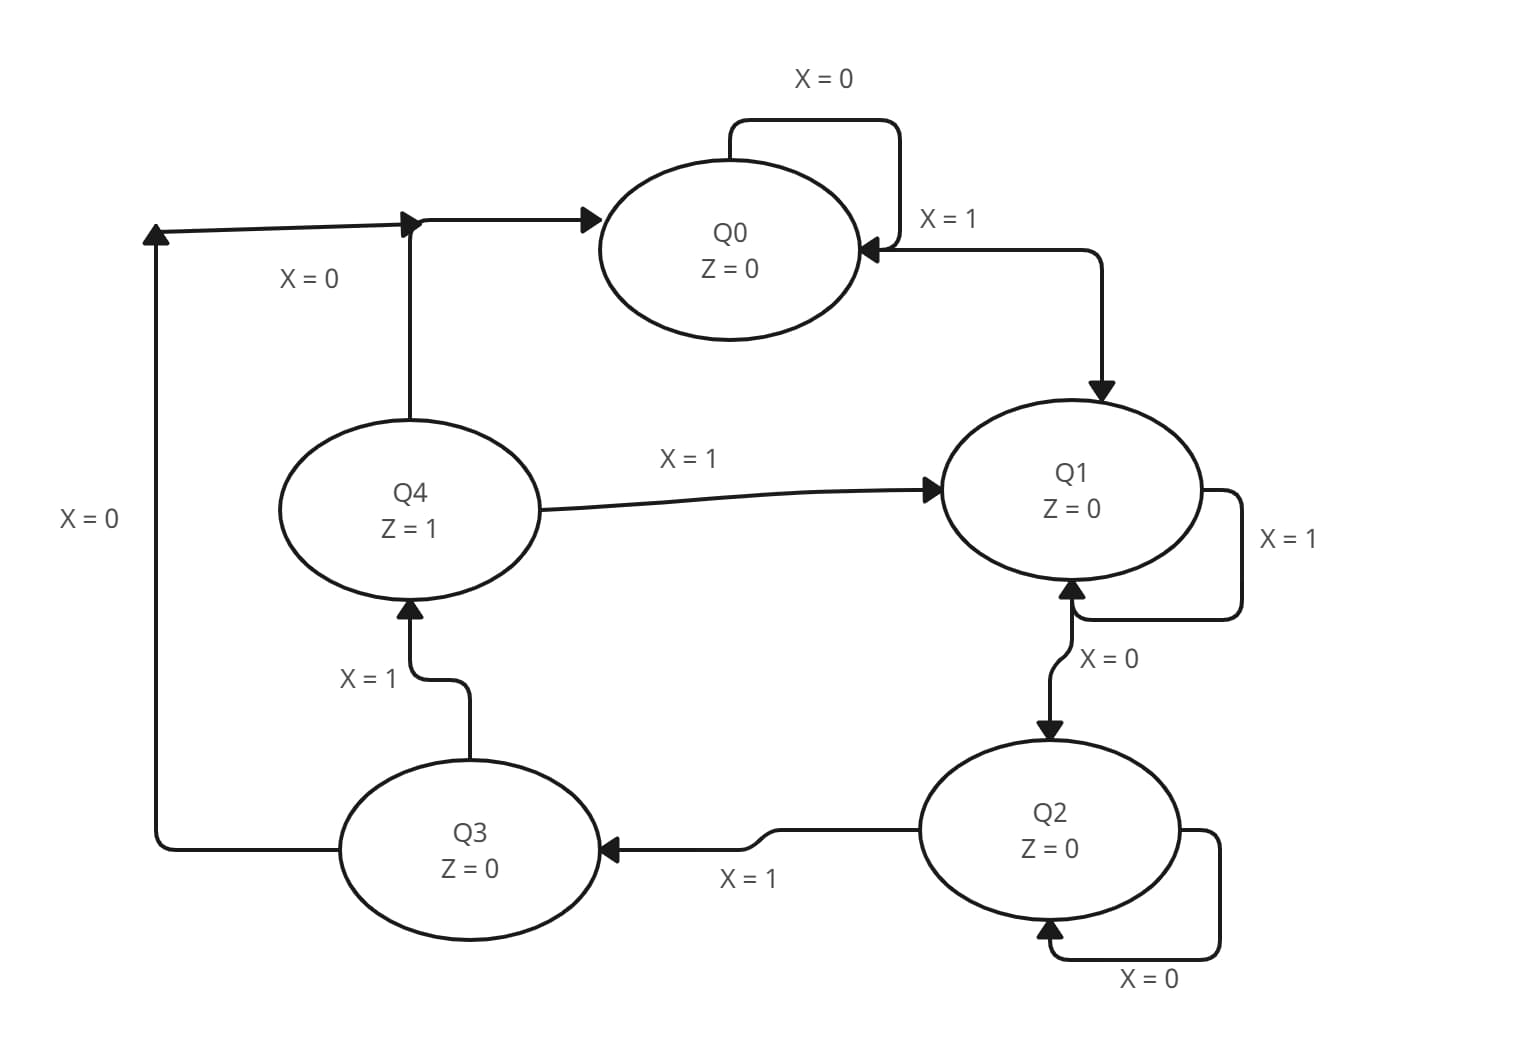 X = 0
Q0
Z = 0
X = 1
X = 0
Q4
Z = 1
X = 1
Q1
Z = 0
X = 0
X = 1
X = 1
X = 0
Q3
Z = 0
X = 1
Q2
Z = 0
X = 0